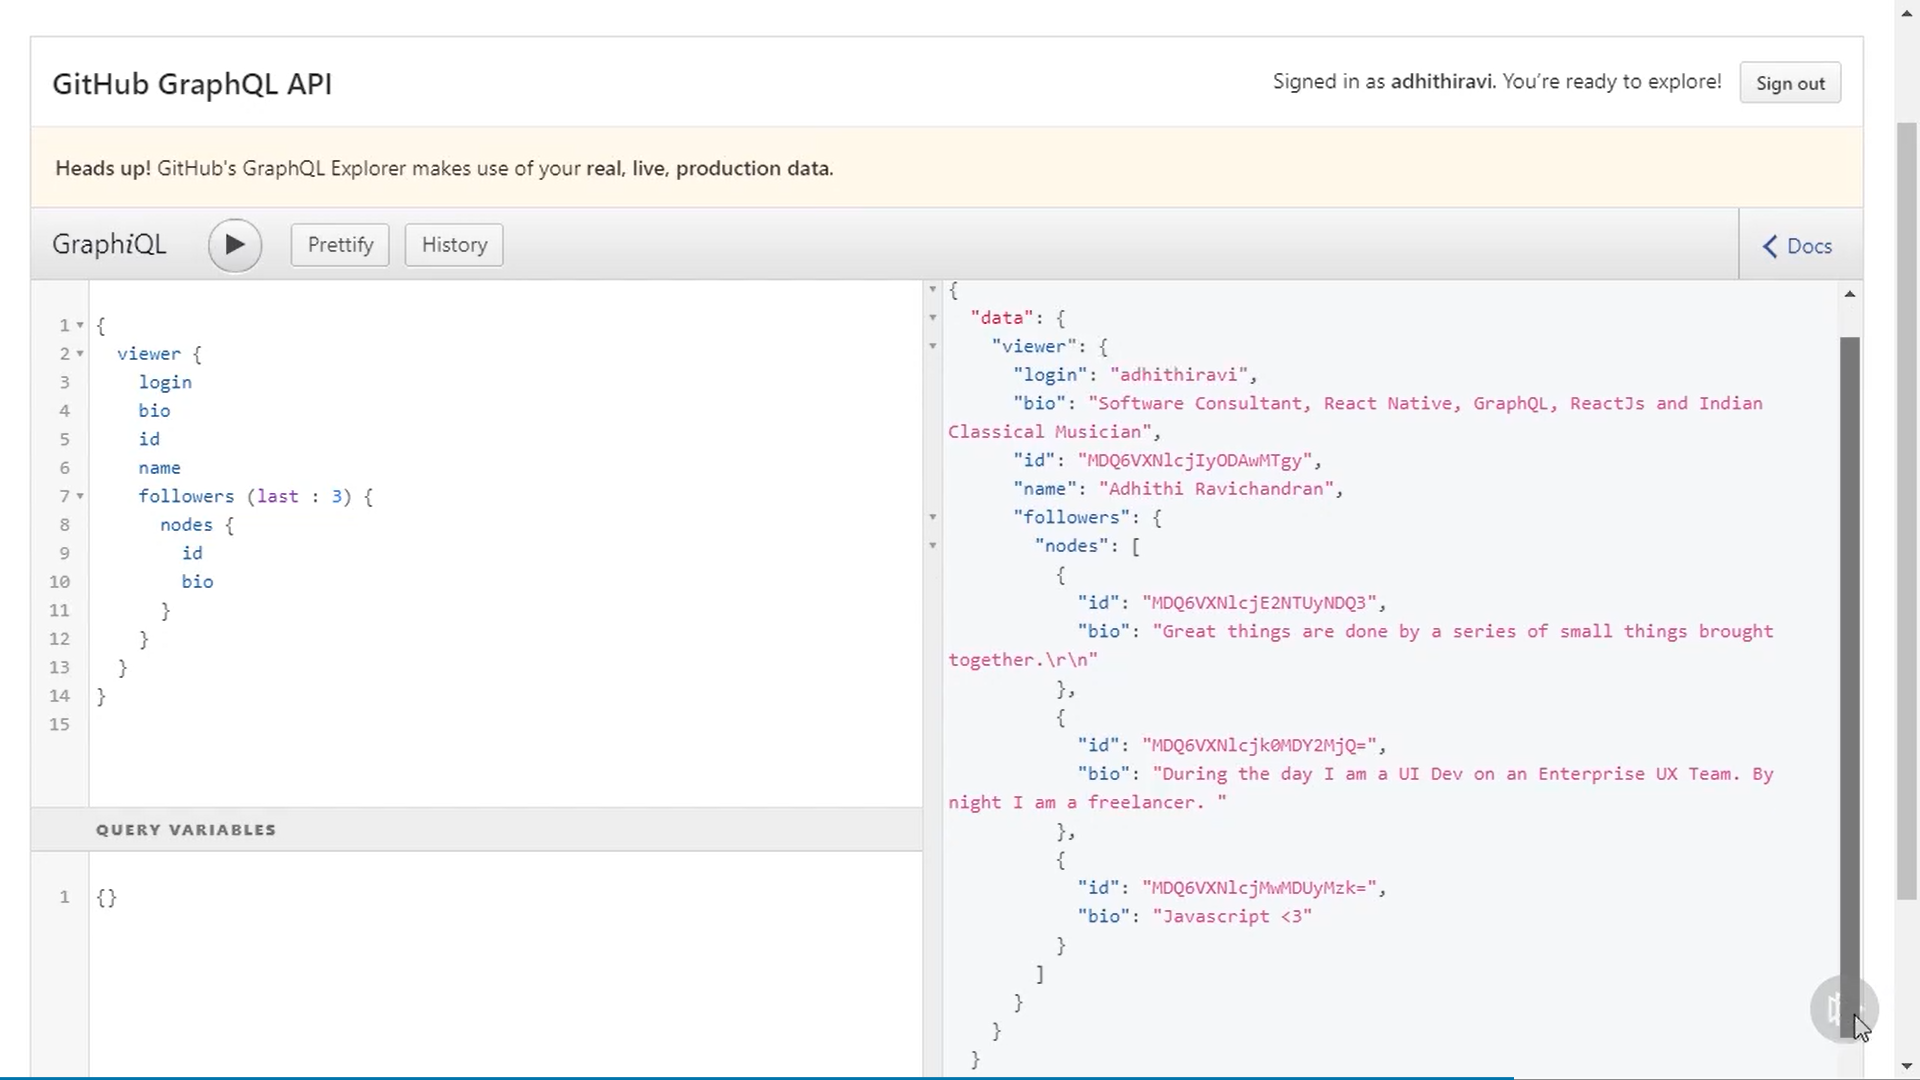 GitHub GraphQL API
Signed in as adhithiravi. You're ready to explore!
Sign out
Heads up! GitHub's GraphQL Explorer makes use of your real, live, production data.
GraphiQL
Prettify
History
Docs
1 {
2 viewer {
3 login
4 bio
5 id
6 name
7 followers (last : 3) {
8 nodes {
9 id
10 bio
11 }
12 }
13 }
14 }
15
QUERY VARIABLES
1 {}
{
"data": {
"viewer": {
"login": "adhithiravi",
"bio": "Software Consultant, React Native, GraphQL, ReactJs and Indian
Classical Musician",
"id": "MDQ6VXNlcjIyODAwMTgy",
"name": "Adhithi Ravichandran",
"followers": {
"nodes": [
{
"id": "MDQ6VXNlcjE2NTUyNDQ3",
"bio": "Great things are done by a series of small things brought
together.\r\n"
},
{
"id": "MDQ6VXNlcjk0MDY2MjQ=",
"bio": "During the day I am a UI Dev on an Enterprise UX Team. By
night I am a freelancer. "
},
{
"id": "MDQ6VXNlcjMwMDUyMzk=",
"bio": "Javascript <3"
}
]
}
}
}